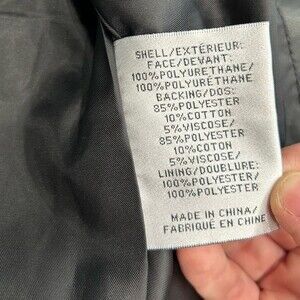 SHELL/EXTÉRIEUR:
FACE/DEVANT:
100%POLYURETHANE/
100%POLYURETHANE
BACKING/DOS:
85%POLYESTER
10%COTTON
5%VISCOSE/
85%POLYESTER
10%COTON
5%VISCOSE/
LINING/DOUBLURE:
100%POLYESTER/
100%POLYESTER
MADE IN CHINA/
FABRIQUÉ EN CHINE